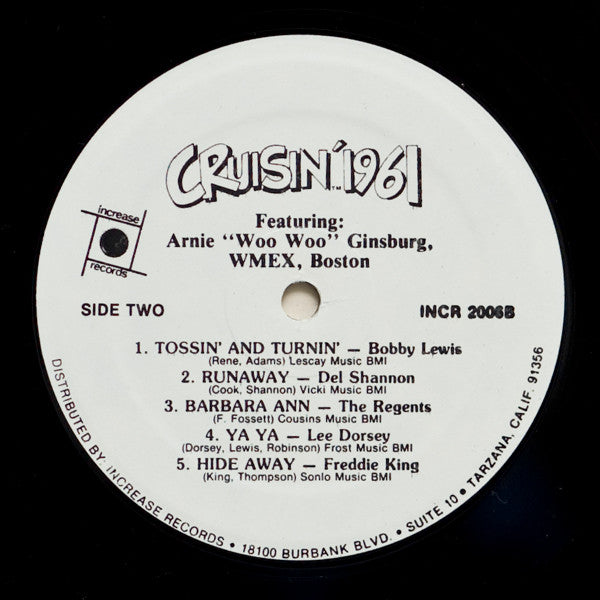 CRUISIN' 1961
increase
records
Featuring:
Arnie "Woo Woo" Ginsburg,
WMEX, Boston
SIDE TWO
INCR 2006B
1. TOSSIN' AND TURNIN' — Bobby Lewis
(Rene, Adams) Lescay Music BMI
2. RUNAWAY — Del Shannon
(Cook, Shannon) Vicki Music BMI
3. BARBARA ANN — The Regents
(F. Fossett) Cousins Music BMI
4. YA YA — Lee Dorsey
(Dorsey, Lewis, Robinson) Frost Music BMI
5. HIDE AWAY — Freddie King
(King, Thompson) Sonlo Music BMI
DISTRIBUTED BY: INCREASE RECORDS • 18100 BURBANK BLVD. • SUITE 10 • TARZANA, CALIF. 91356